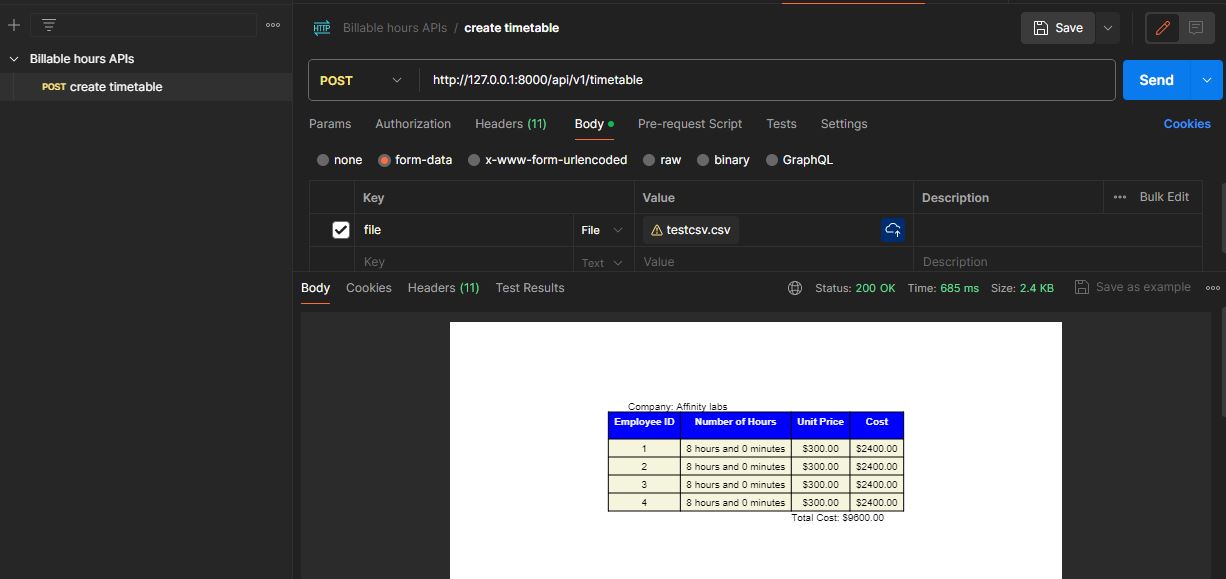 Billable hours APIs / create timetable
Save
Billable hours APIs
POST create timetable
POST http://127.0.0.1:8000/api/v1/timetable Send
Params Authorization Headers (11) Body Pre-request Script Tests Settings Cookies
none form-data x-www-form-urlencoded raw binary GraphQL
Key Value Description Bulk Edit
file File testcsv.csv
Key Text Value Description
Body Cookies Headers (11) Test Results Status: 200 OK Time: 685 ms Size: 2.4 KB Save as example
Company: Affinity labs
Employee ID Number of Hours Unit Price Cost
1 8 hours and 0 minutes $300.00 $2400.00
2 8 hours and 0 minutes $300.00 $2400.00
3 8 hours and 0 minutes $300.00 $2400.00
4 8 hours and 0 minutes $300.00 $2400.00
Total Cost: $9600.00